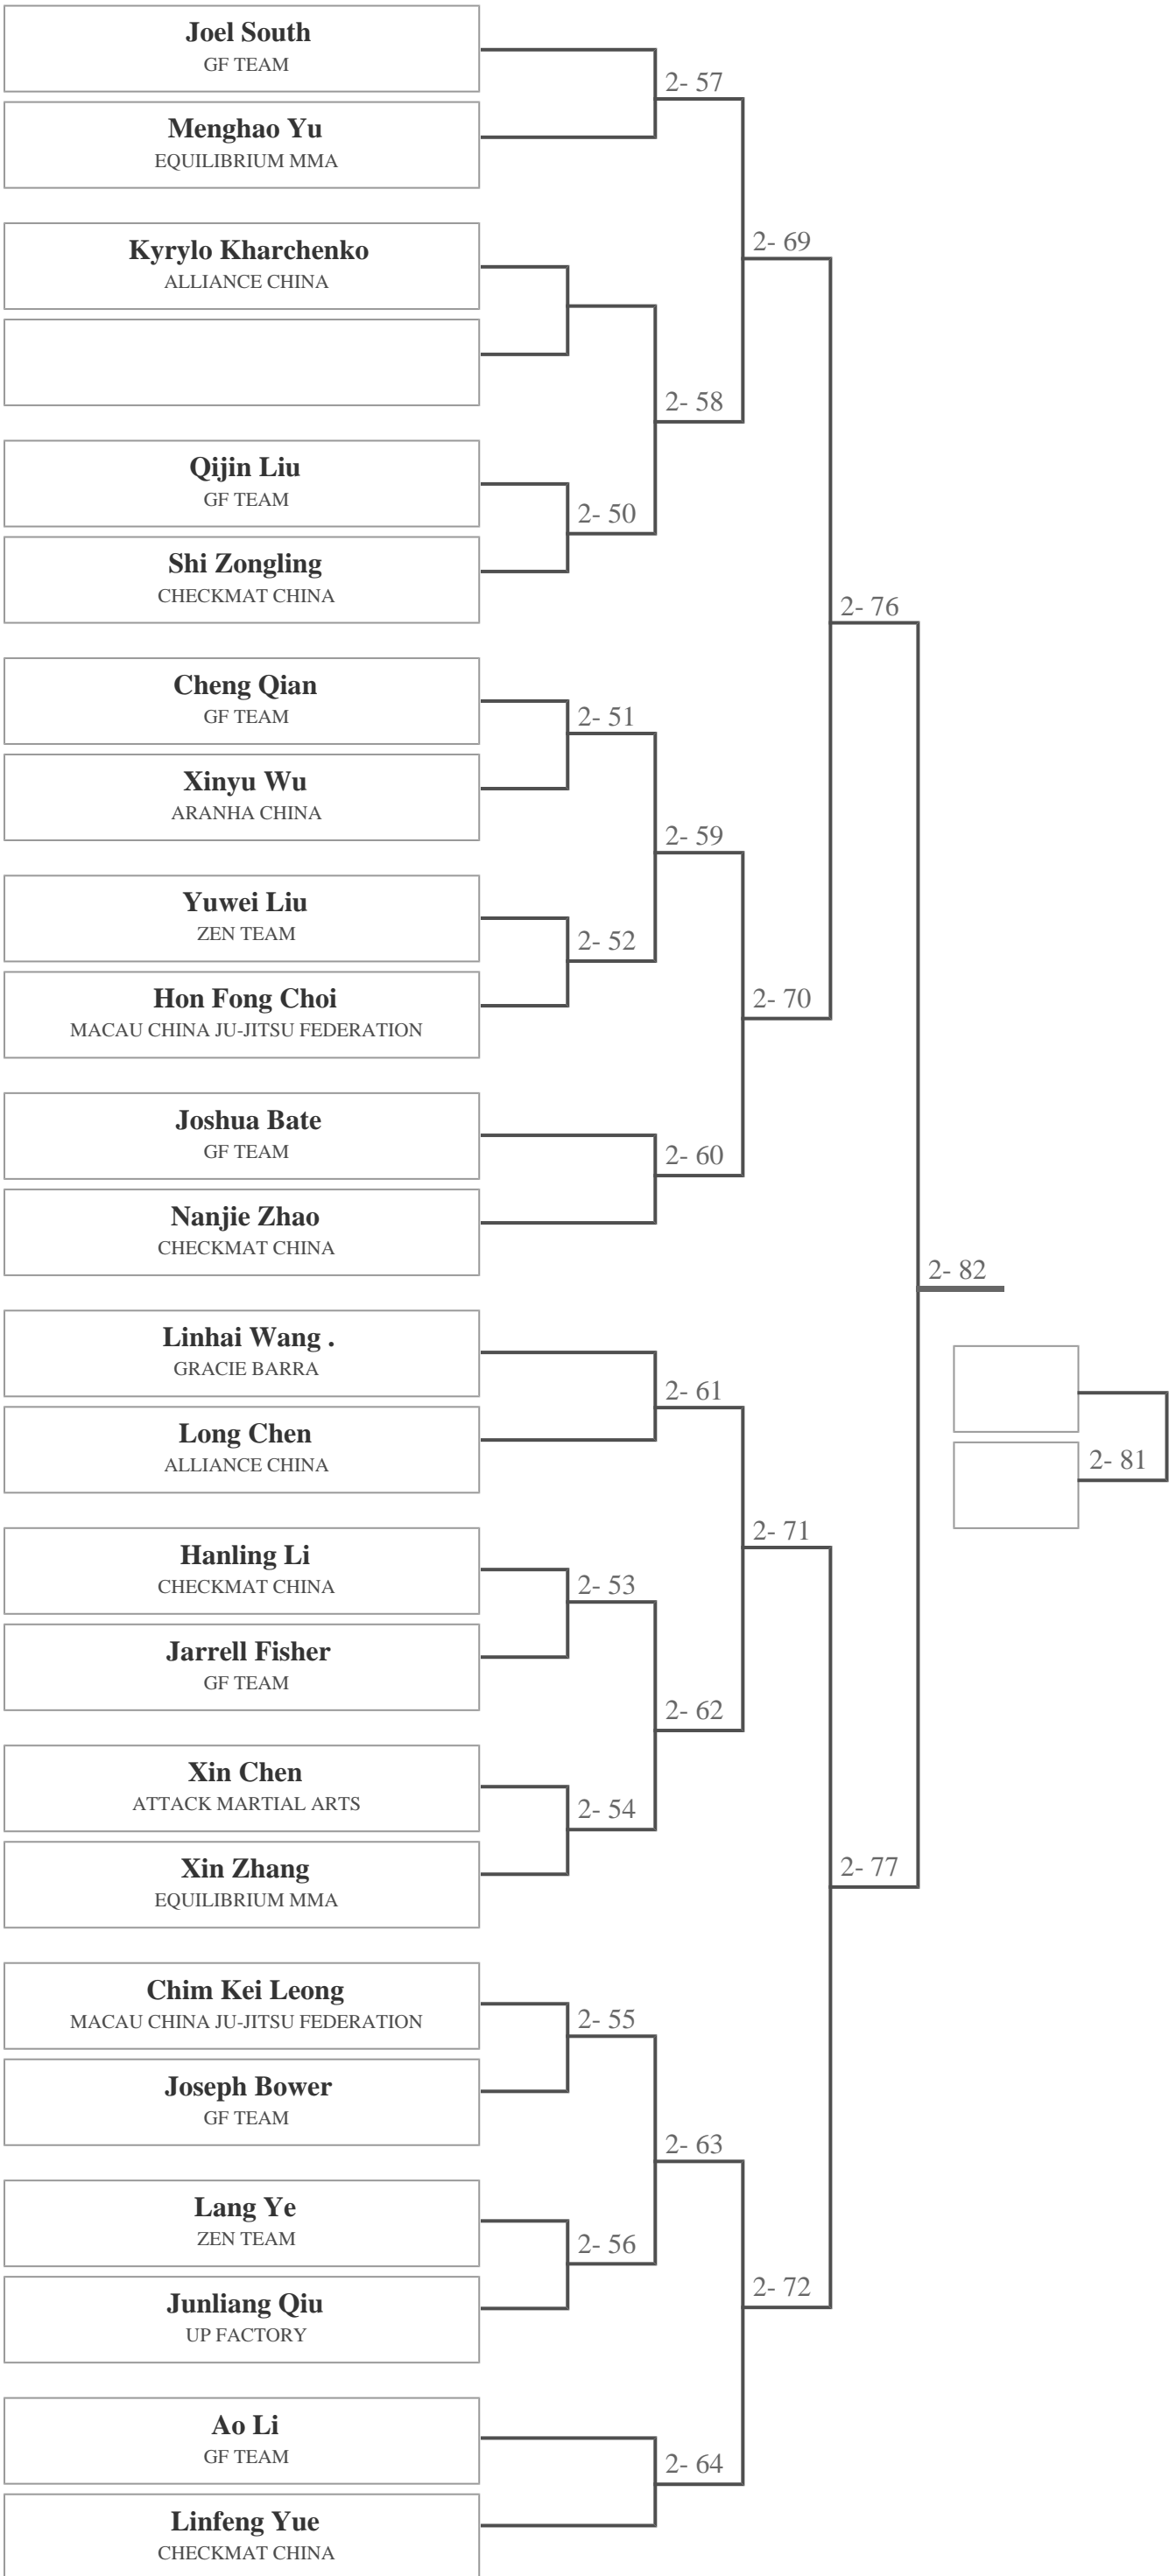 Joel South
GF TEAM
2- 57
Menghao Yu
EQUILIBRIUM MMA
2- 69
Kyrylo Kharchenko
ALLIANCE CHINA
2- 58
Qijin Liu
GF TEAM
2- 50
Shi Zongling
CHECKMAT CHINA
2- 76
Cheng Qian
GF TEAM
2- 51
Xinyu Wu
ARANHA CHINA
2- 59
Yuwei Liu
ZEN TEAM
2- 52
Hon Fong Choi
2- 70
MACAU CHINA JU-JITSU FEDERATION
Joshua Bate
GF TEAM
2- 60
Nanjie Zhao
CHECKMAT CHINA
2- 82
Linhai Wang .
GRACIE BARRA
2- 61
Long Chen
ALLIANCE CHINA
2- 81
2- 71
Hanling Li
CHECKMAT CHINA
2- 53
Jarrell Fisher
GF TEAM
2- 62
Xin Chen
ATTACK MARTIAL ARTS
2- 54
Xin Zhang
2- 77
EQUILIBRIUM MMA
Chim Kei Leong
MACAU CHINA JU-JITSU FEDERATION
2- 55
Joseph Bower
GF TEAM
2- 63
Lang Ye
ZEN TEAM
2- 56
2- 72
Junliang Qiu
UP FACTORY
Ao Li
GF TEAM
2- 64
Linfeng Yue
CHECKMAT CHINA